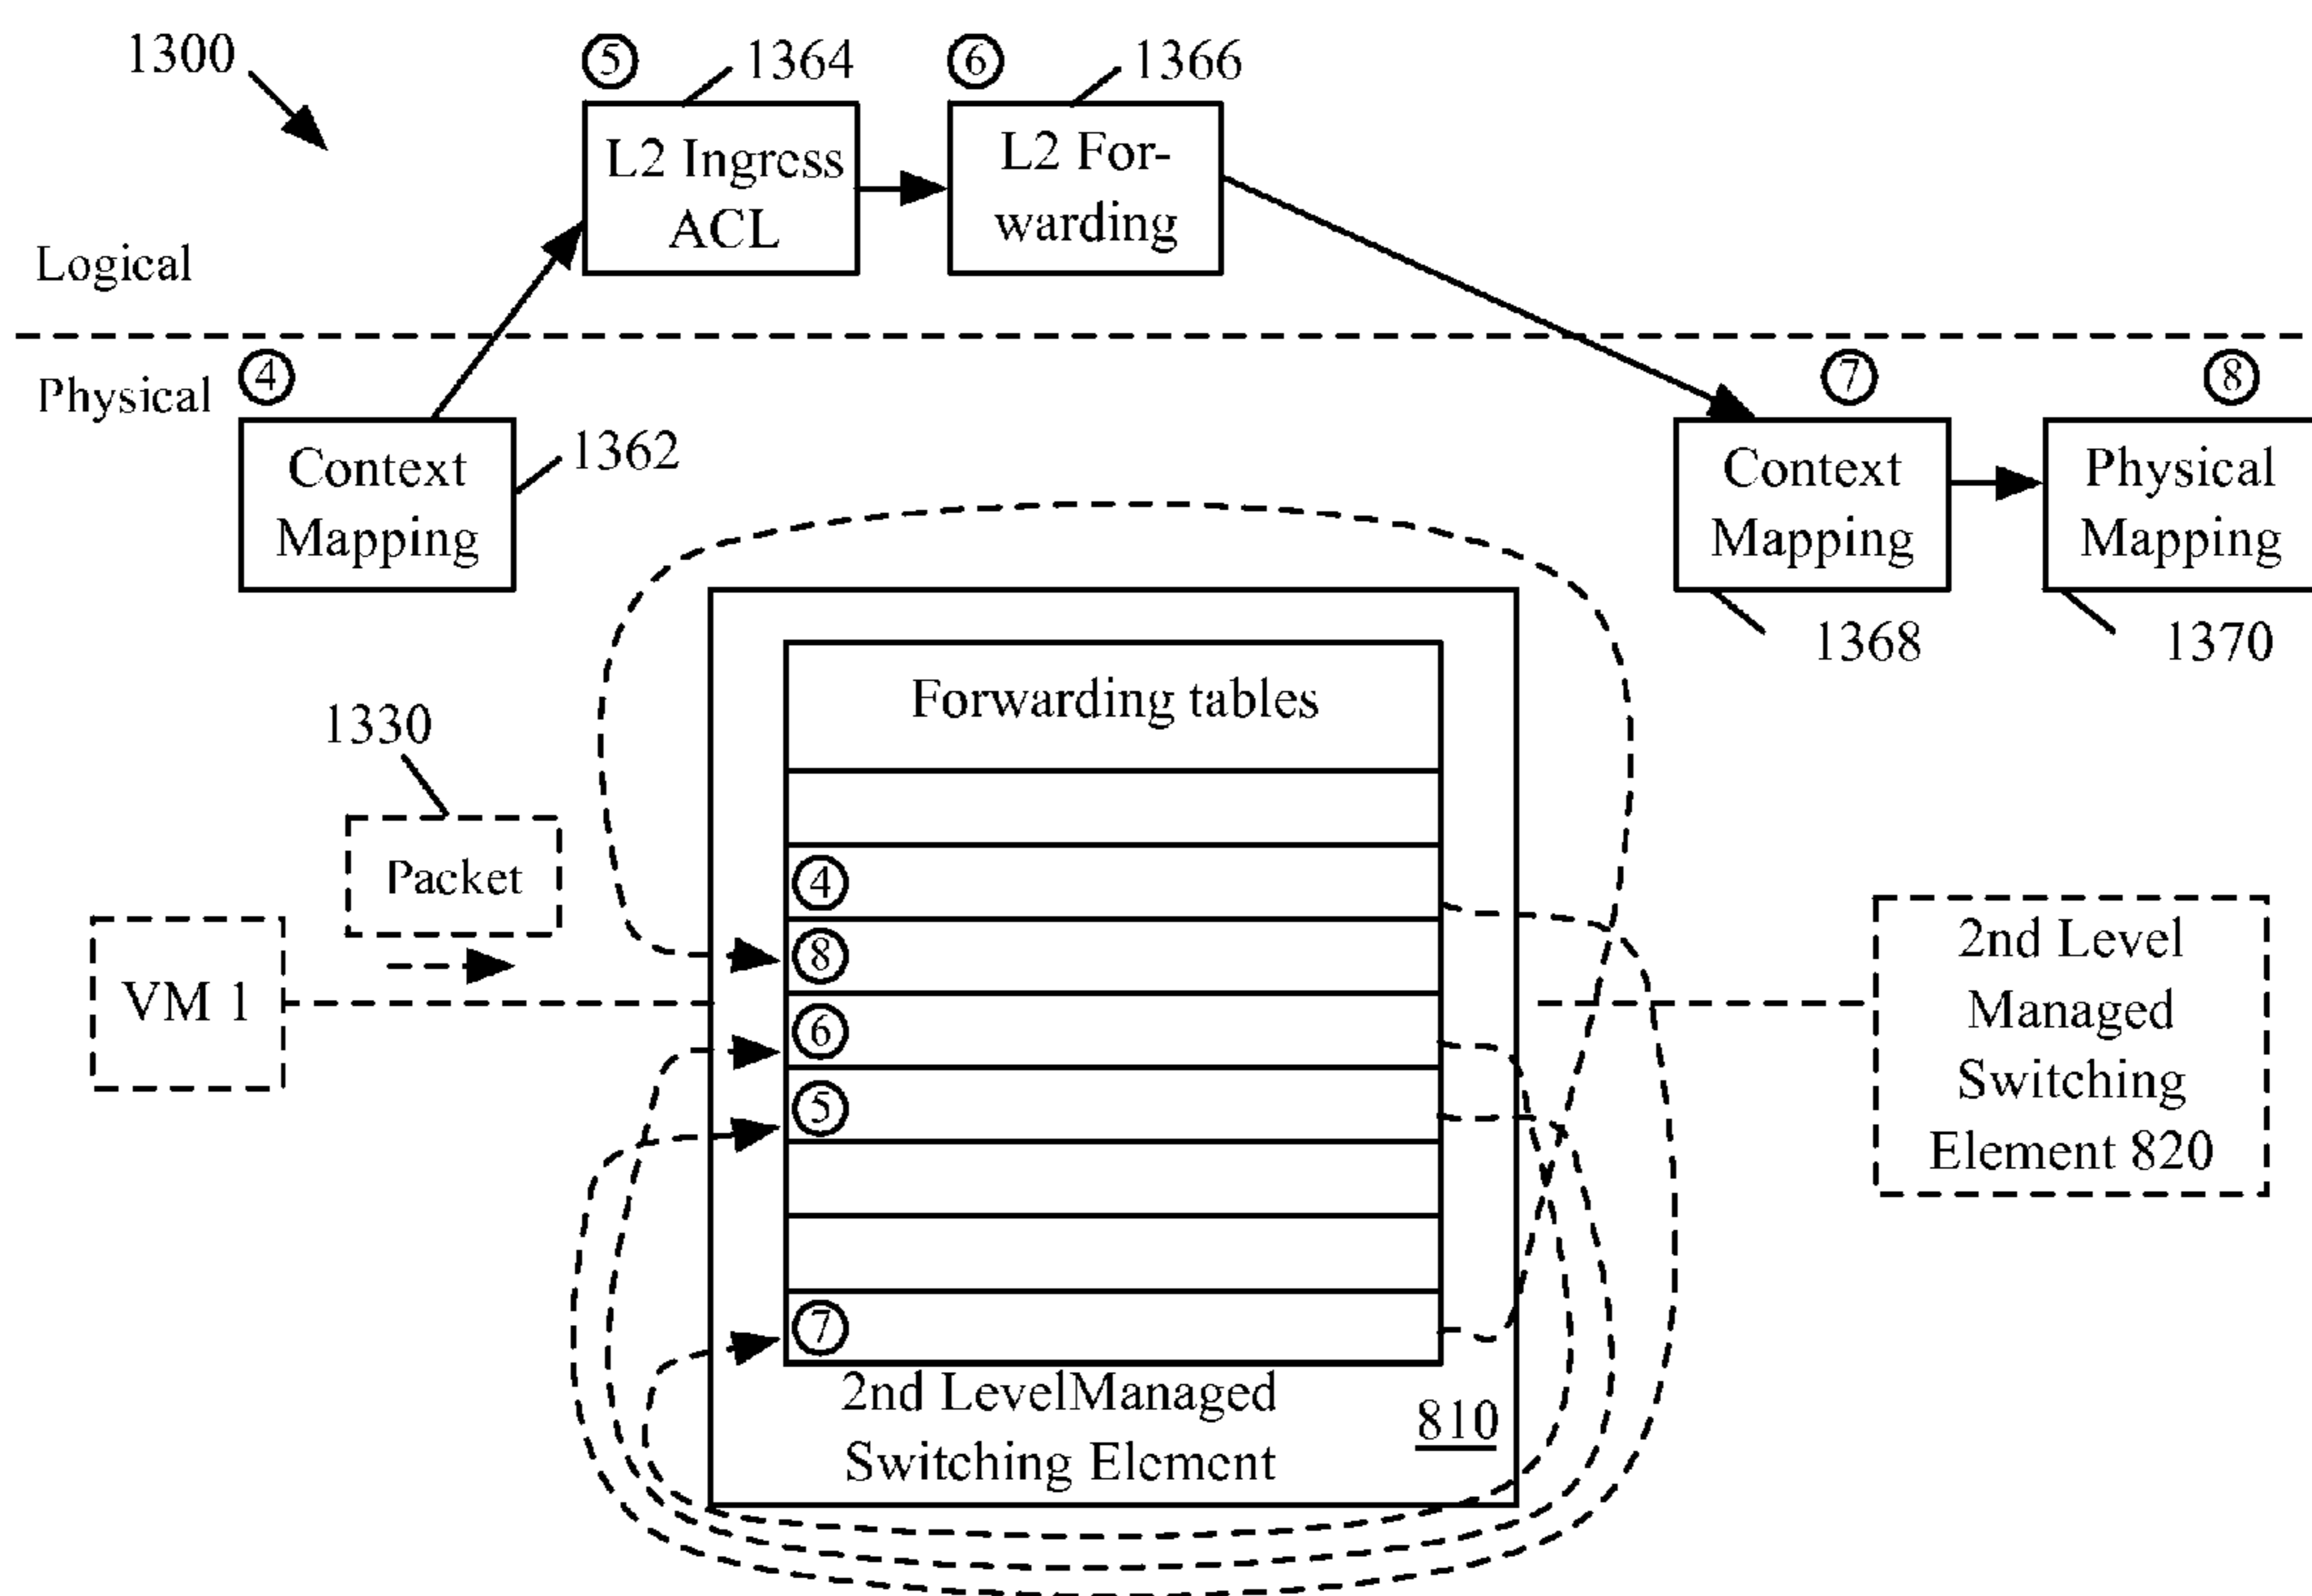 1300
⑤
1364
⑥
1366
L2 Ingress
ACL
L2 For-
warding
Logical
Physical
④
⑦
⑧
Context
Mapping
1362
Context
Mapping
Physical
Mapping
1368
1370
Forwarding tables
1330
Packet
④
⑧
⑥
⑤
⑦
VM 1
2nd Level
Managed
Switching
Element 820
2nd LevelManaged
Switching Element
810